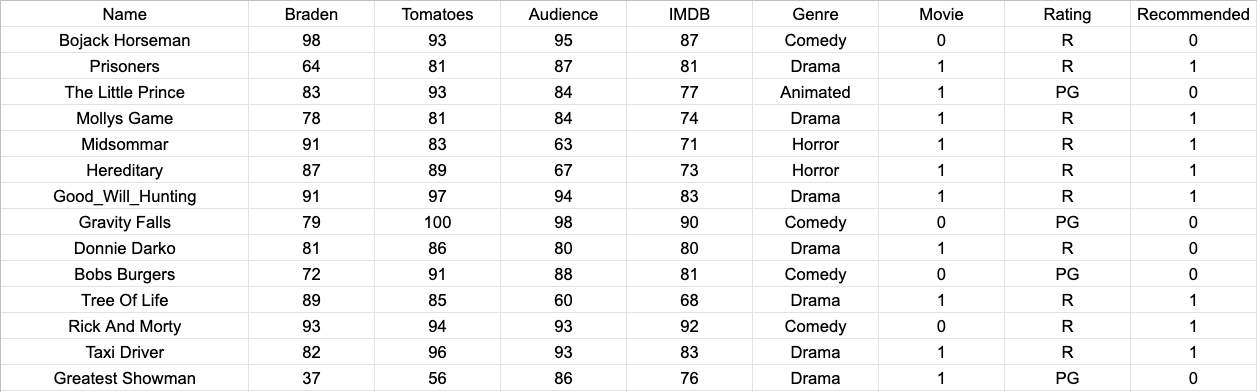 Name Braden Tomatoes Audience IMDB Genre Movie Rating Recommended
Bojack Horseman 98 93 95 87 Comedy 0 R 0
Prisoners 64 81 87 81 Drama 1 R 1
The Little Prince 83 93 84 77 Animated 1 PG 0
Mollys Game 78 81 84 74 Drama 1 R 1
Midsommar 91 83 63 71 Horror 1 R 1
Hereditary 87 89 67 73 Horror 1 R 1
Good_Will_Hunting 91 97 94 83 Drama 1 R 1
Gravity Falls 79 100 98 90 Comedy 0 PG 0
Donnie Darko 81 86 80 80 Drama 1 R 0
Bobs Burgers 72 91 88 81 Comedy 0 PG 0
Tree Of Life 89 85 60 68 Drama 1 R 1
Rick And Morty 93 94 93 92 Comedy 0 R 1
Taxi Driver 82 96 93 83 Drama 1 R 1
Greatest Showman 37 56 86 76 Drama 1 PG 0